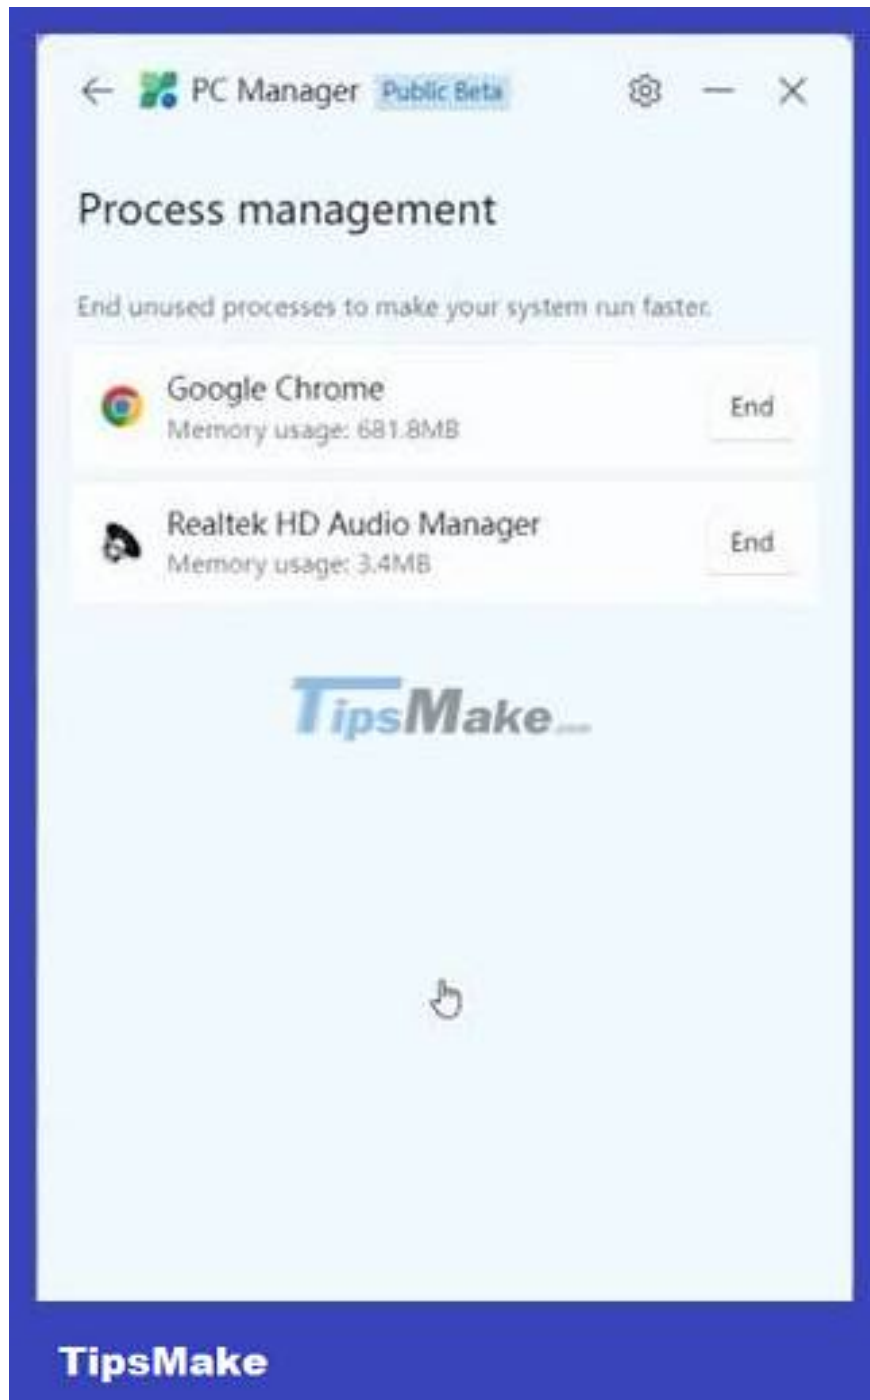 PC Manager Public Beta
Process management
End unused processes to make your system run faster.
Google Chrome
Memory usage: 681.8MB
End
Realtek HD Audio Manager
Memory usage: 3.4MB
End
TipsMake
TipsMake